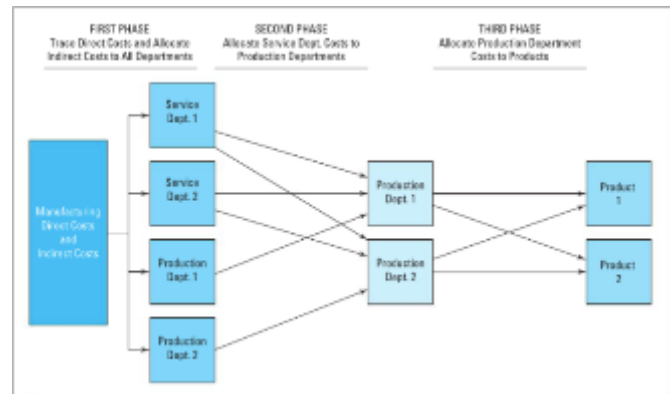 FIRST PHASE
Trace Direct Costs and Allocate
Indirect Costs to All Departments
SECOND PHASE
Allocate Service Dept. Costs to
Production Departments
THIRD PHASE
Allocate Production Department
Costs to Products
Service
Dept. 1
Service
Dept. 2
Manufacturing
Direct Costs
and
Indirect Costs
Production
Dept. 1
Production
Dept. 2
Production
Dept. 1
Production
Dept. 2
Product
1
Product
2